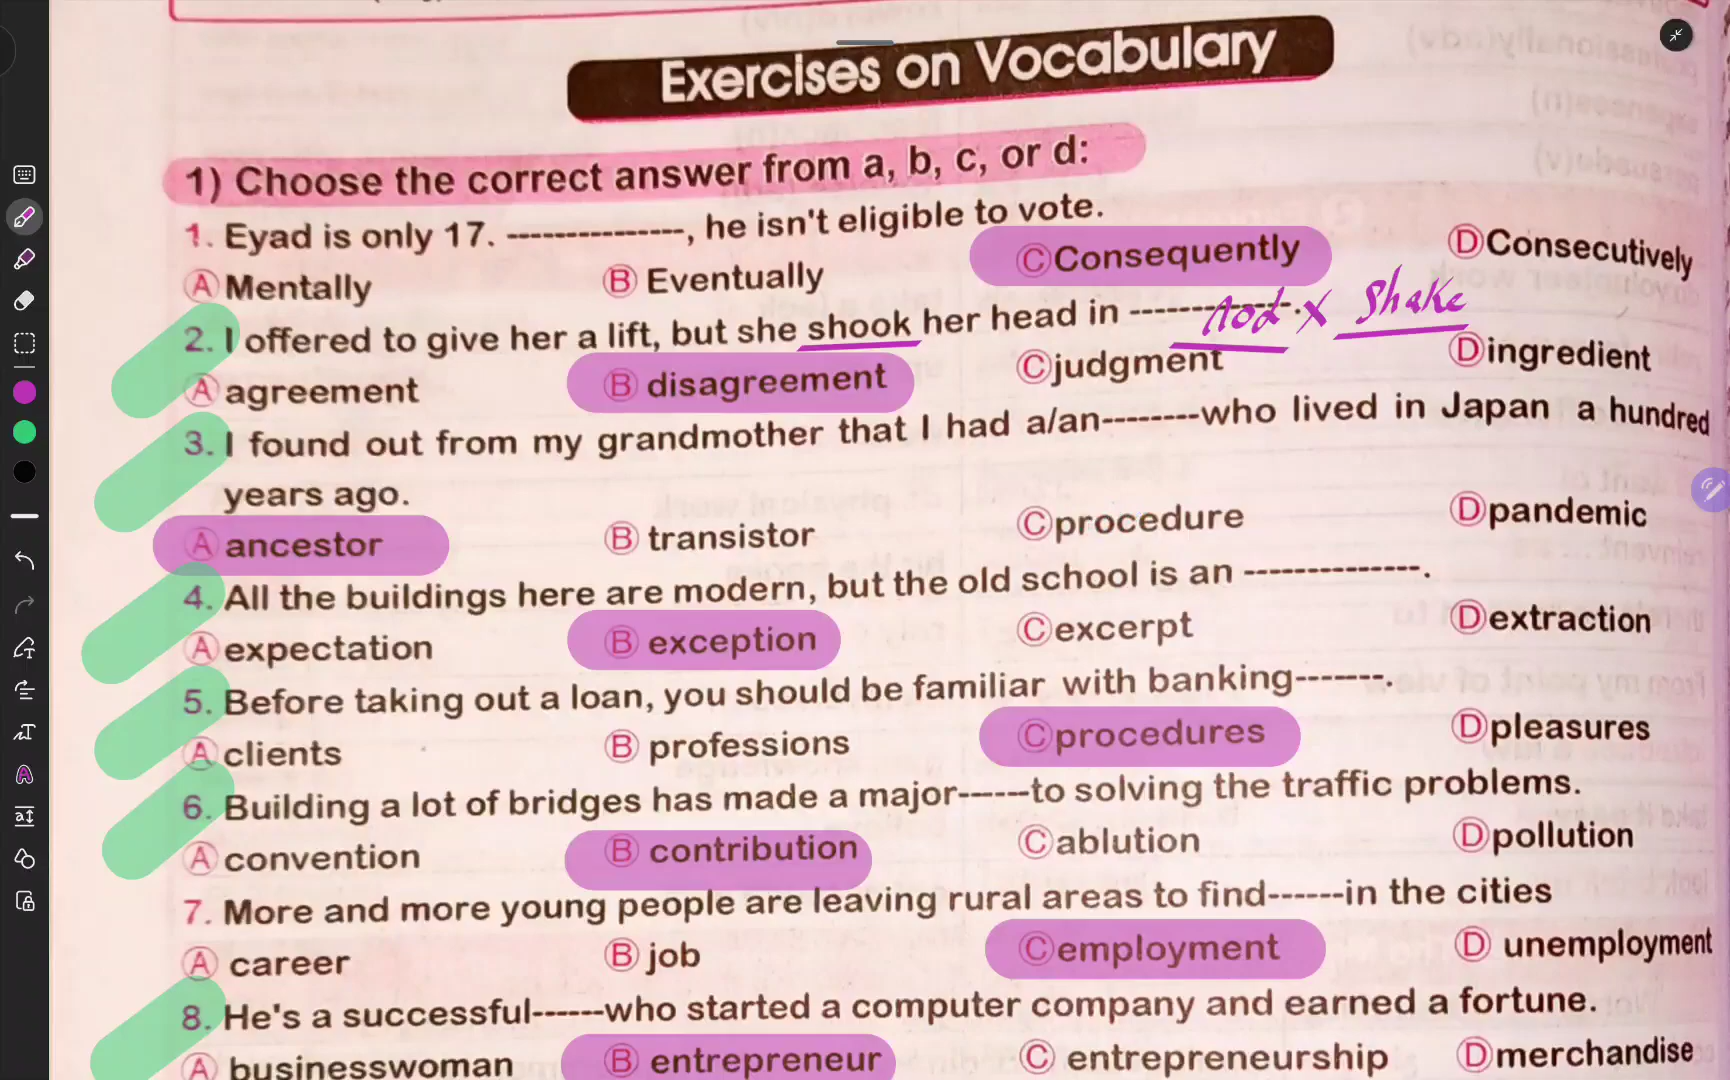 Exercises on Vocabulary
1) Choose the correct answer from a, b, c, or d:
1. Eyad is only 17. ---------------, he isn't eligible to vote.
A Mentally B Eventually C Consequently D Consecutively
nod x shake
2. I offered to give her a lift, but she shook her head in --------------.
A agreement B disagreement C judgment D ingredient
3. I found out from my grandmother that I had a/an--------who lived in Japan a hundred
years ago.
A ancestor B transistor C procedure D pandemic
4. All the buildings here are modern, but the old school is an --------------.
A expectation B exception C excerpt D extraction
5. Before taking out a loan, you should be familiar with banking-------.
A clients B professions C procedures D pleasures
6. Building a lot of bridges has made a major------to solving the traffic problems.
A convention B contribution C ablution D pollution
7. More and more young people are leaving rural areas to find------in the cities
A career B job C employment D unemployment
8. He's a successful------who started a computer company and earned a fortune.
A businesswoman B entrepreneur C entrepreneurship D merchandise